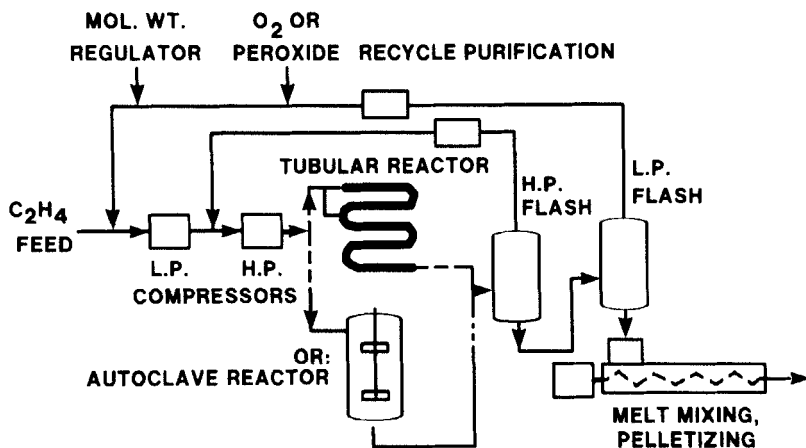 MOL. WT.
REGULATOR
O2 OR
PEROXIDE
RECYCLE PURIFICATION
TUBULAR REACTOR
H.P.
FLASH
L.P.
FLASH
C2H4
FEED
L.P.
H.P.
COMPRESSORS
OR:
AUTOCLAVE REACTOR
MELT MIXING,
PELLETIZING